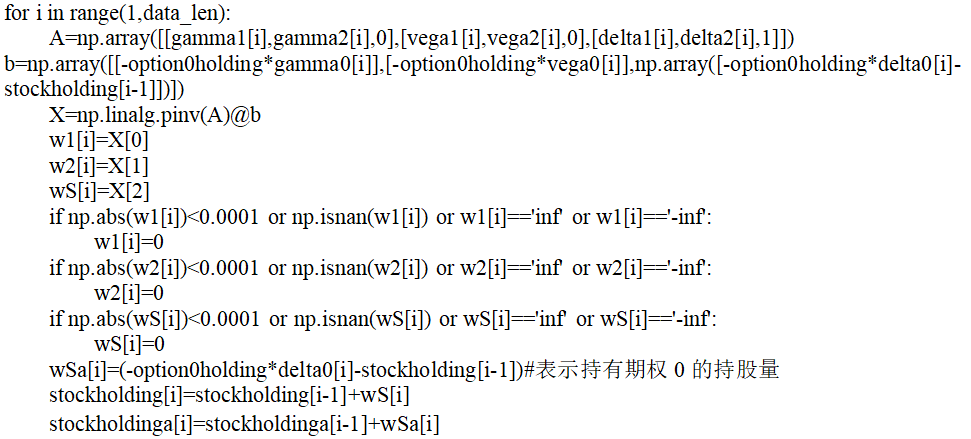 for i in range(1,data_len):
A=np.array([[gamma1[i],gamma2[i],0],[vega1[i],vega2[i],0],[delta1[i],delta2[i],1]])
b=np.array([[-option0holding*gamma0[i]],[-option0holding*vega0[i]],np.array([-option0holding*delta0[i]-
stockholding[i-1]])])
X=np.linalg.pinv(A)@b
w1[i]=X[0]
w2[i]=X[1]
wS[i]=X[2]
if np.abs(w1[i])<0.0001 or np.isnan(w1[i]) or w1[i]=='inf' or w1[i]=='-inf':
w1[i]=0
if np.abs(w2[i])<0.0001 or np.isnan(w2[i]) or w2[i]=='inf' or w2[i]=='-inf':
w2[i]=0
if np.abs(wS[i])<0.0001 or np.isnan(wS[i]) or wS[i]=='inf' or wS[i]=='-inf':
wS[i]=0
wSa[i]=(-option0holding*delta0[i]-stockholding[i-1])#表示持有期权 0 的持股量
stockholding[i]=stockholding[i-1]+wS[i]
stockholdinga[i]=stockholdinga[i-1]+wSa[i]